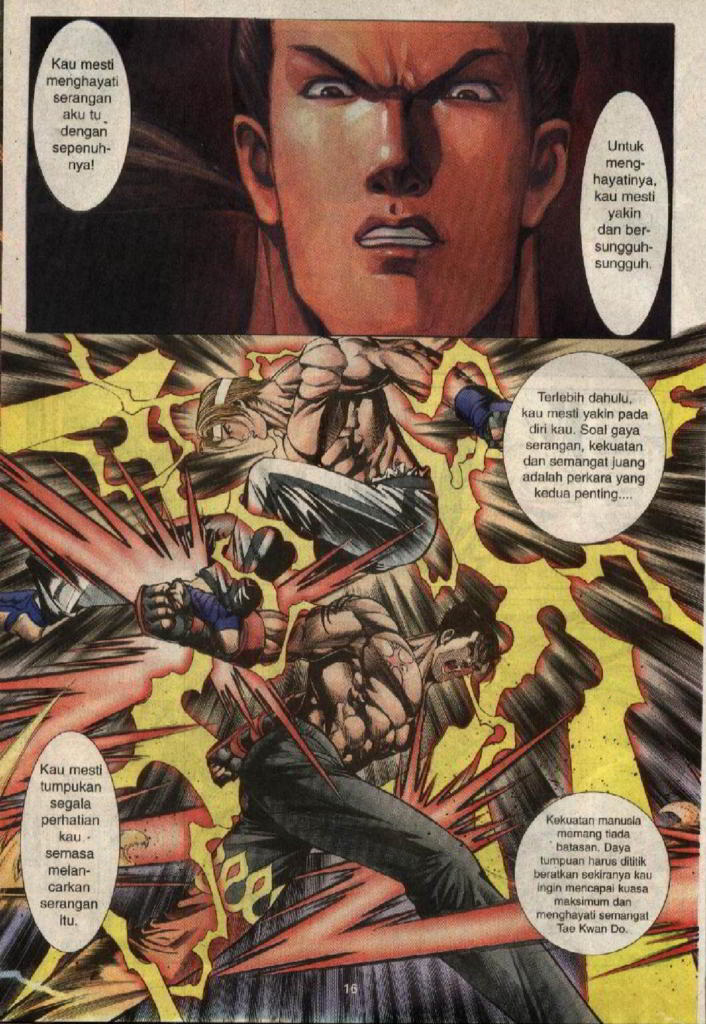 Kau mesti
menghayati
serangan
aku tu
dengan
sepenuh-
nya!
Untuk
meng-
hayatinya,
kau mesti
yakin
dan ber-
sungguh-
sungguh.
Terlebih dahulu,
kau mesti yakin pada
diri kau. Soal gaya
serangan, kekuatan
dan semangat juang
adalah perkara yang
kedua penting....
Kau mesti
tumpukan
segala
perhatian
kau
semasa
melan-
carkan
serangan
itu.
Kekuatan manusia
memang tiada
batasan. Daya
tumpuan harus dititik
beratkan sekiranya kau
ingin mencapai kuasa
maksimum dan
menghayati semangat
Tae Kwan Do.
16